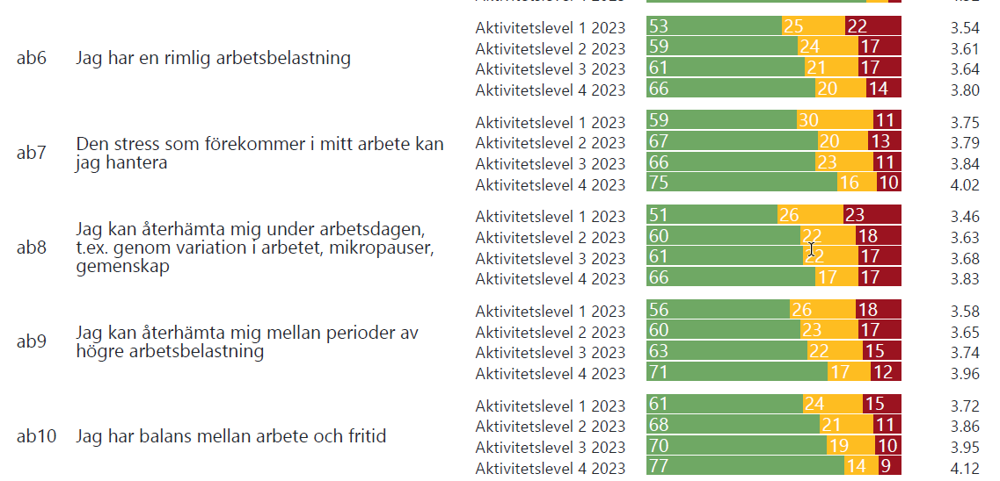 Aktivitetslevel 1 2023 53 25 22 3.54
Aktivitetslevel 2 2023 59 24 17 3.61
ab6 Jag har en rimlig arbetsbelastning
Aktivitetslevel 3 2023 61 21 17 3.64
Aktivitetslevel 4 2023 66 20 14 3.80
Aktivitetslevel 1 2023 59 30 11 3.75
Aktivitetslevel 2 2023 67 20 13 3.79
ab7 Den stress som förekommer i mitt arbete kan
jag hantera
Aktivitetslevel 3 2023 66 23 11 3.84
Aktivitetslevel 4 2023 75 16 10 4.02
Aktivitetslevel 1 2023 51 26 23 3.46
Aktivitetslevel 2 2023 60 22 18 3.63
ab8 Jag kan återhämta mig under arbetsdagen,
t.ex. genom variation i arbetet, mikropauser,
gemenskap
Aktivitetslevel 3 2023 61 22 17 3.68
Aktivitetslevel 4 2023 66 17 17 3.83
Aktivitetslevel 1 2023 56 26 18 3.58
Aktivitetslevel 2 2023 60 23 17 3.65
ab9 Jag kan återhämta mig mellan perioder av
högre arbetsbelastning
Aktivitetslevel 3 2023 63 22 15 3.74
Aktivitetslevel 4 2023 71 17 12 3.96
Aktivitetslevel 1 2023 61 24 15 3.72
Aktivitetslevel 2 2023 68 21 11 3.86
ab10 Jag har balans mellan arbete och fritid
Aktivitetslevel 3 2023 70 19 10 3.95
Aktivitetslevel 4 2023 77 14 9 4.12